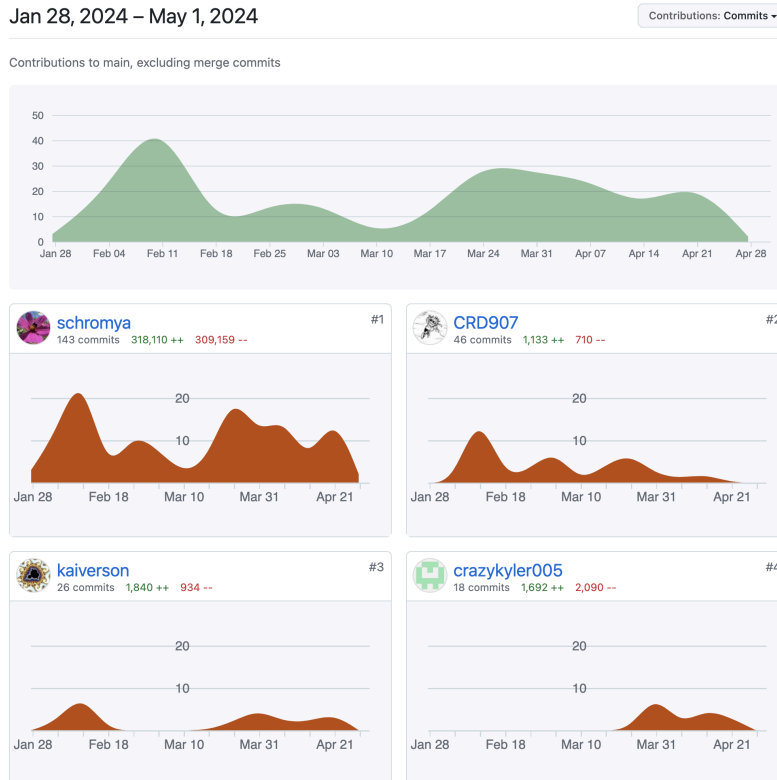 Jan 28, 2024 – May 1, 2024
Contributions: Commits
Contributions to main, excluding merge commits
50
40
30
20
10
0
Jan 28 Feb 04 Feb 11 Feb 18 Feb 25 Mar 03 Mar 10 Mar 17 Mar 24 Mar 31 Apr 07 Apr 14 Apr 21 Apr 28
schromya #1
143 commits 318,110 ++ 309,159 --
20
10
Jan 28 Feb 18 Mar 10 Mar 31 Apr 21
CRD907 #2
46 commits 1,133 ++ 710 --
20
10
Jan 28 Feb 18 Mar 10 Mar 31 Apr 21
kaiverson #3
26 commits 1,840 ++ 934 --
20
10
Jan 28 Feb 18 Mar 10 Mar 31 Apr 21
crazykyler005 #4
18 commits 1,692 ++ 2,090 --
20
10
Jan 28 Feb 18 Mar 10 Mar 31 Apr 21